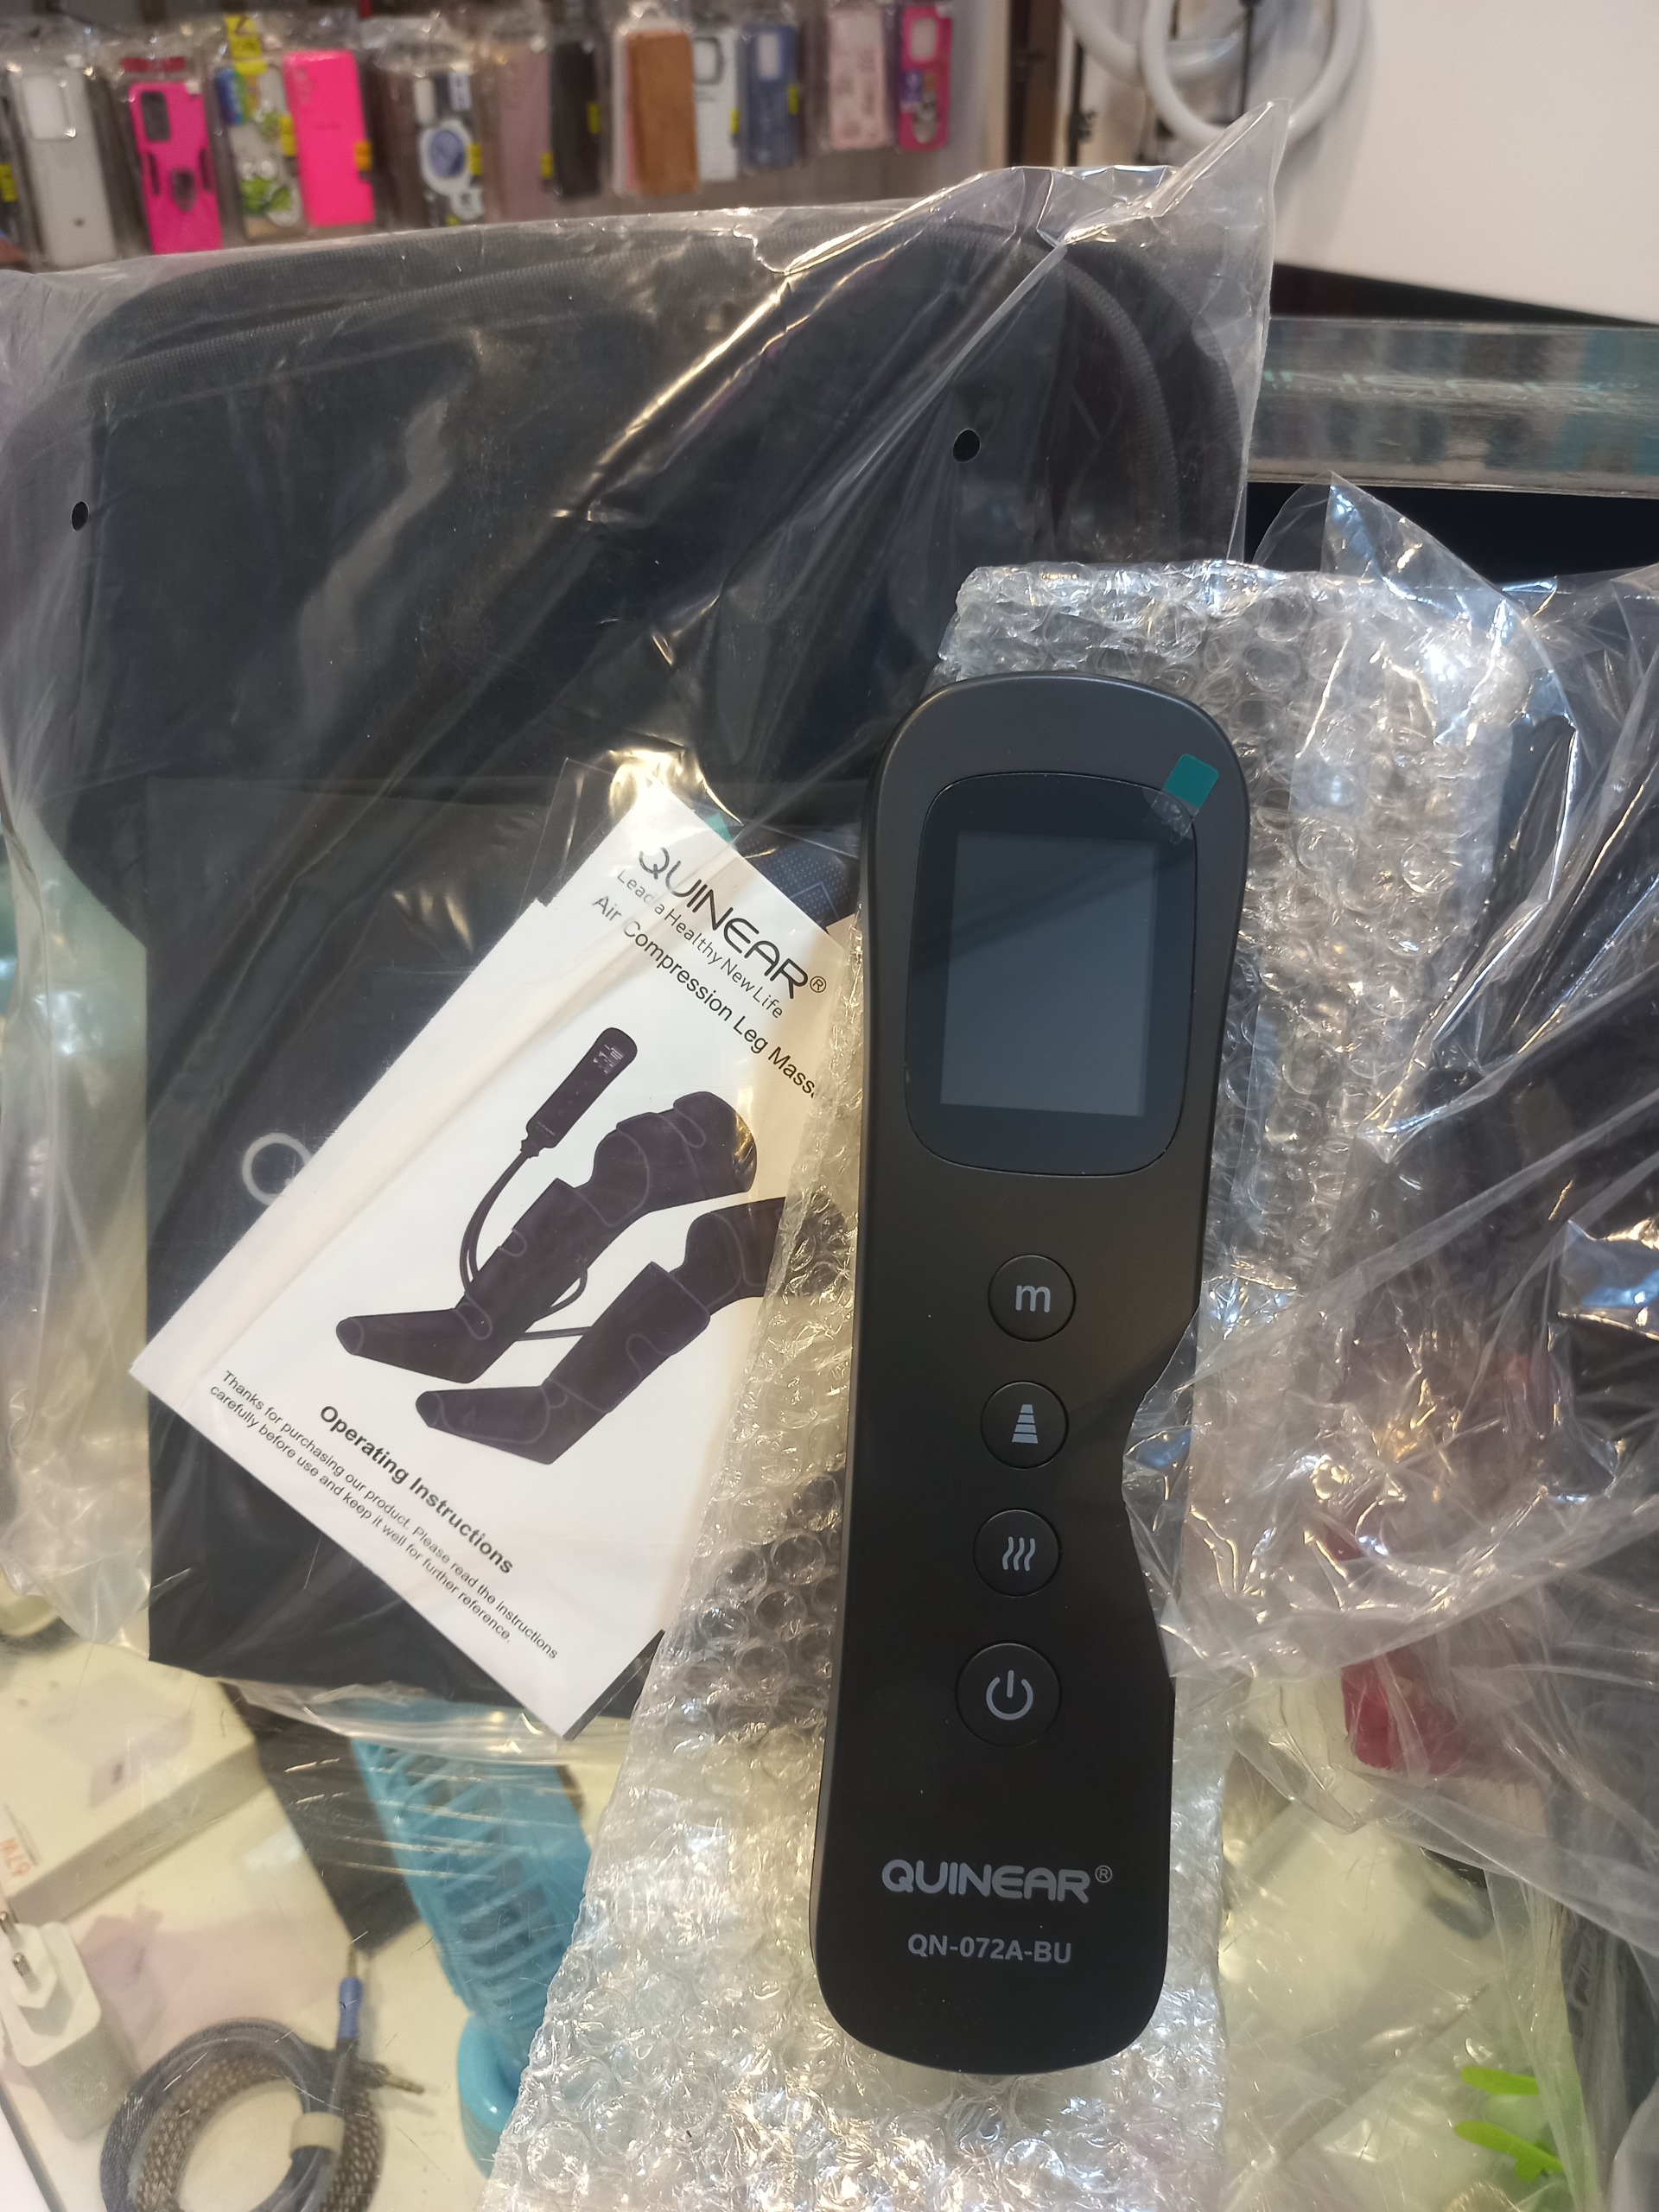 QUINEAR®
Lead a Healthy New Life
Air Compression Leg
Operating Instructions
Thanks for purchasing our product. Please read the instructions
carefully before use and keep it well for further reference.
m
QUINEAR®
QN-072A-BU